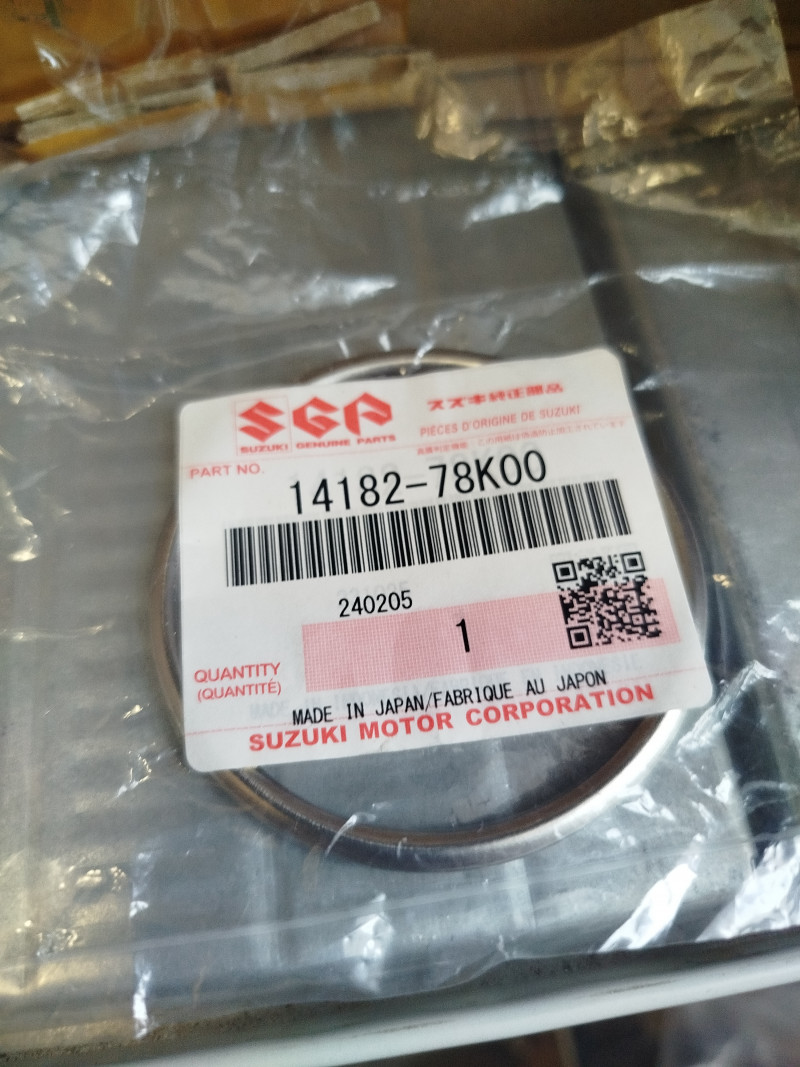 SGP
SUZUKI GENUINE PARTS
スズキ純正部品
PIÈCES D'ORIGINE DE SUZUKI
PART NO.
14182-78K00
240205
1
QUANTITY
(QUANTITÉ)
MADE IN JAPAN/FABRIQUE AU JAPON
SUZUKI MOTOR CORPORATION